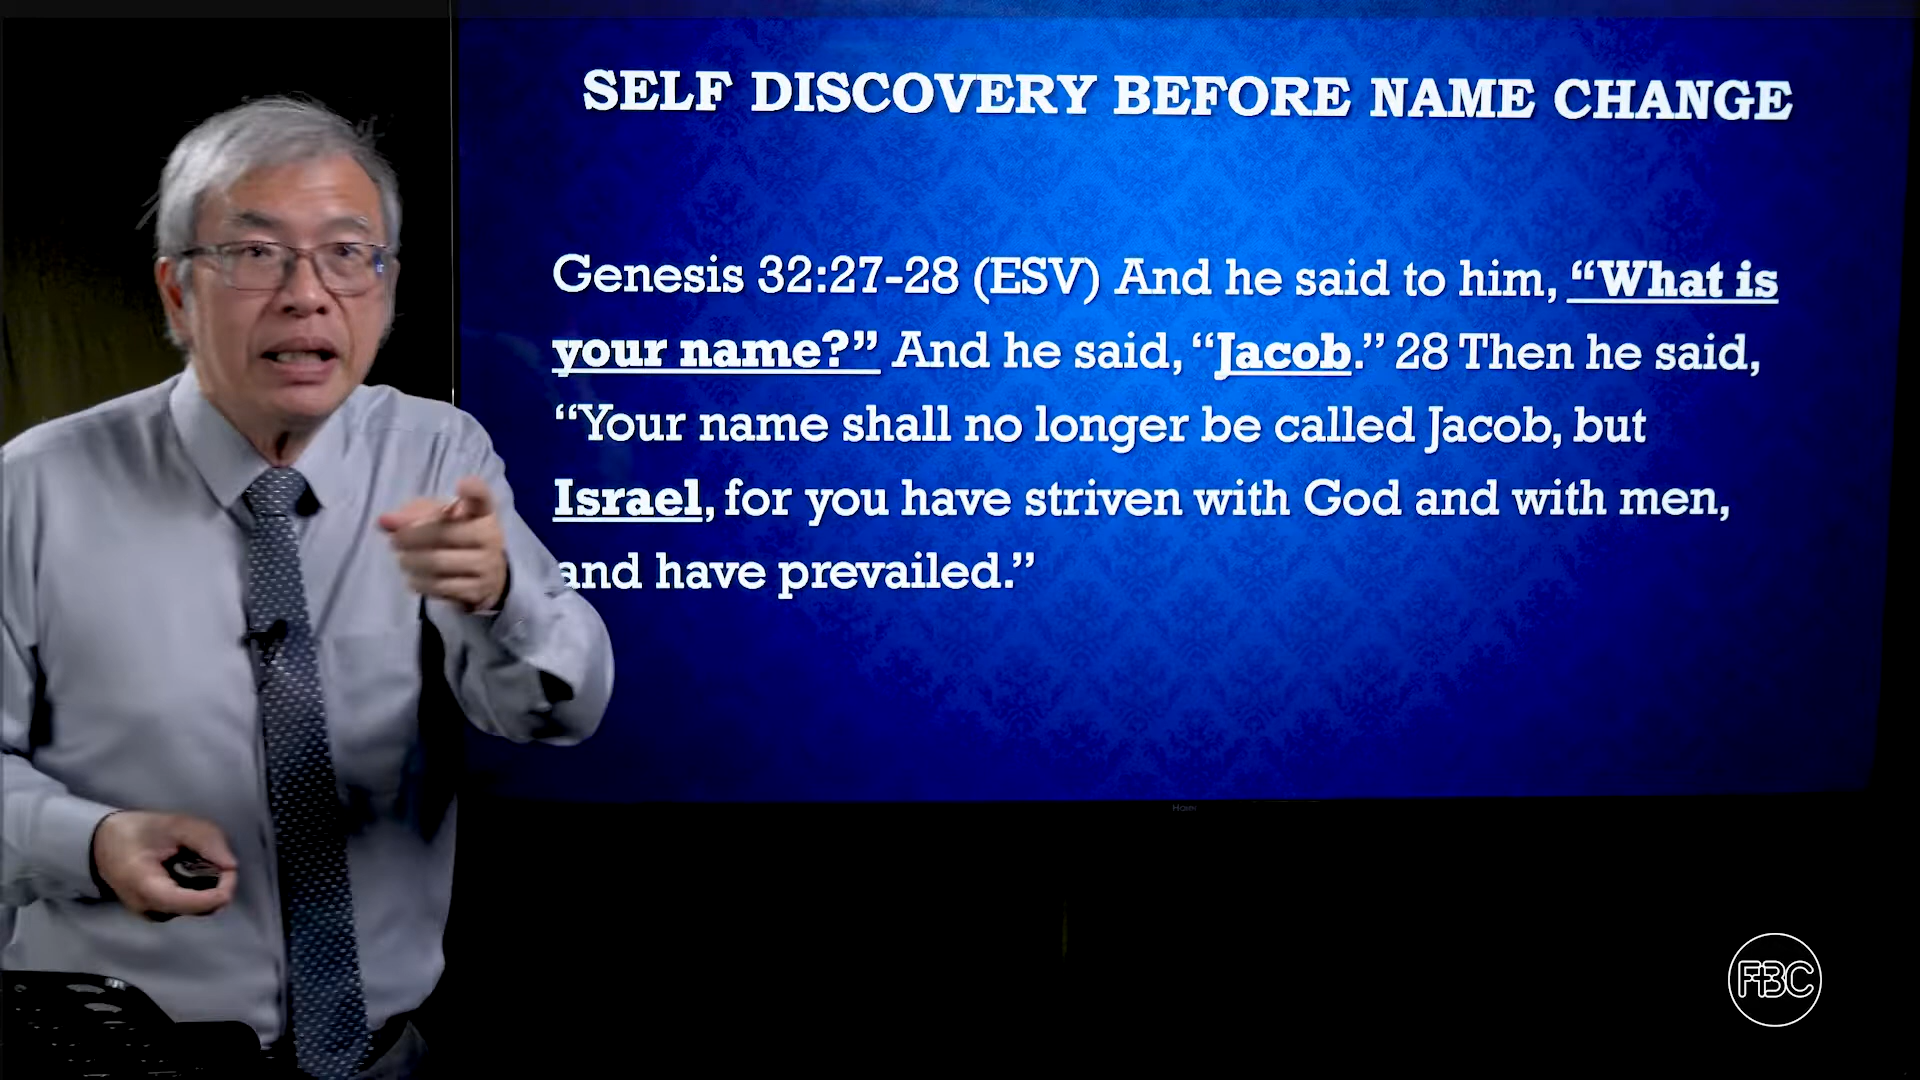 SELF DISCOVERY BEFORE NAME CHANGE
Genesis 32:27-28 (ESV) And he said to him, “What is
your name?” And he said, “Jacob.” 28 Then he said,
“Your name shall no longer be called Jacob, but
Israel, for you have striven with God and with men,
and have prevailed.”
FBC